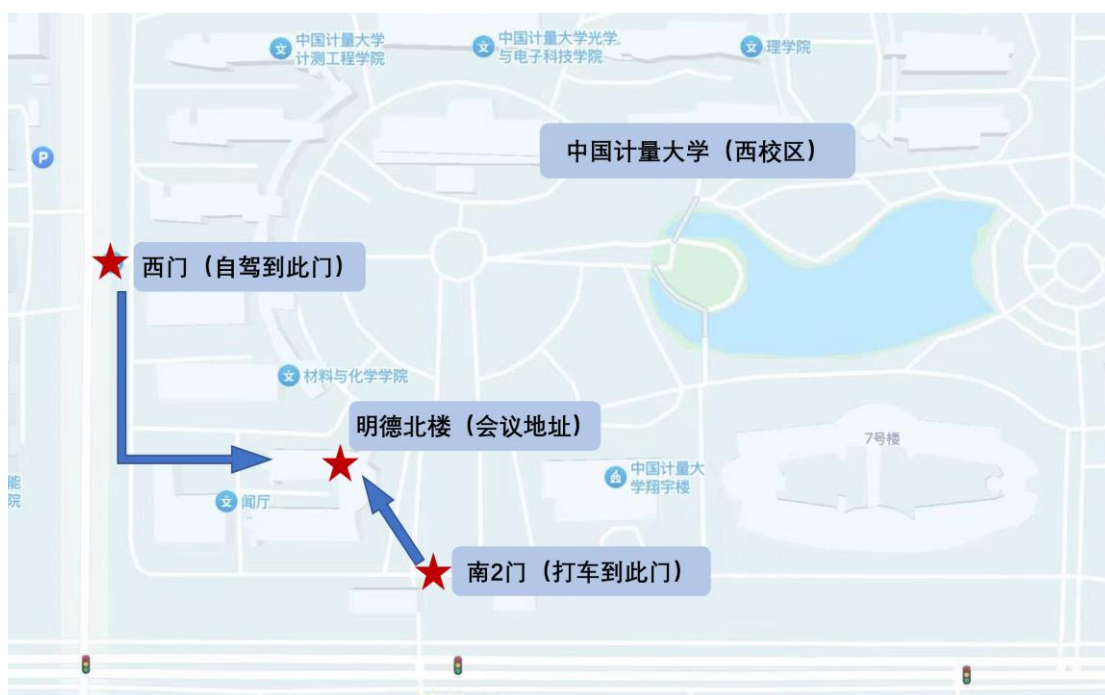 中国计量大学
计测工程学院
中国计量大学光学
与电子科技学院
理学院
P
中国计量大学（西校区）
西门（自驾到此门）
材料与化学学院
明德北楼（会议地址）
7号楼
中国计量大
学翔宇楼
能
院
闻厅
南2门（打车到此门）